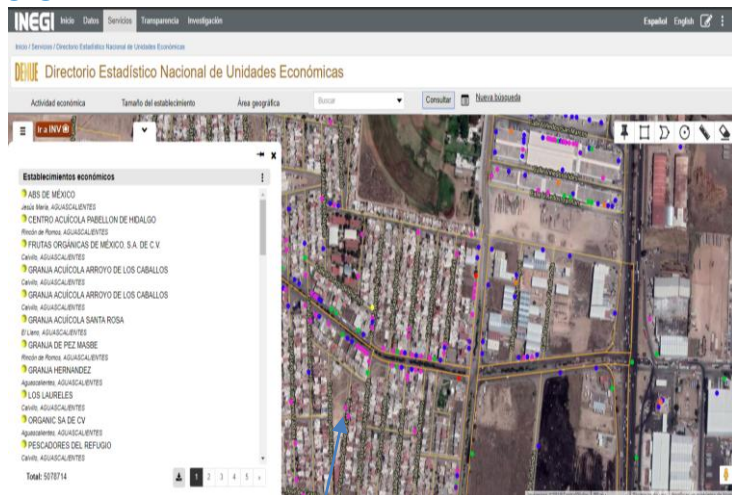 INEGI Inicio Datos Servicios Transparencia Investigación Español English
Inicio / Servicios / Directorio Estadístico Nacional de Unidades Económicas
DENUE Directorio Estadístico Nacional de Unidades Económicas
Actividad económica Tamaño del establecimiento Área geográfica Buscar Consultar Nueva búsqueda
Ir a INV
Establecimientos económicos
ABS DE MÉXICO
Jesús María, AGUASCALIENTES
CENTRO ACUÍCOLA PABELLON DE HIDALGO
Rincón de Romos, AGUASCALIENTES
FRUTAS ORGÁNICAS DE MÉXICO, S.A. DE C.V.
Calvillo, AGUASCALIENTES
GRANJA ACUÍCOLA ARROYO DE LOS CABALLOS
Calvillo, AGUASCALIENTES
GRANJA ACUÍCOLA ARROYO DE LOS CABALLOS
Calvillo, AGUASCALIENTES
GRANJA ACUÍCOLA SANTA ROSA
El Llano, AGUASCALIENTES
GRANJA DE PEZ MASBE
Rincón de Romos, AGUASCALIENTES
GRANJA HERNANDEZ
Aguascalientes, AGUASCALIENTES
LOS LAURELES
Calvillo, AGUASCALIENTES
ORGANIC SA DE CV
Aguascalientes, AGUASCALIENTES
PESCADORES DEL REFUGIO
Calvillo, AGUASCALIENTES
Total: 5078714 1 2 3 4 5 »